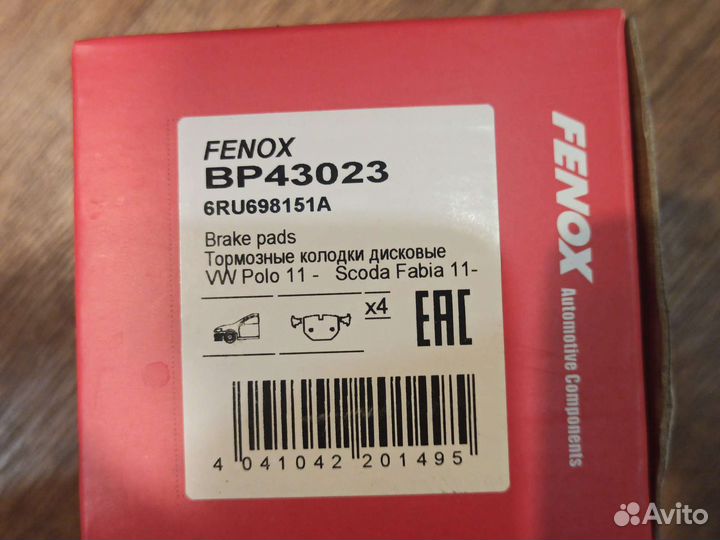 FENOX
BP43023
6RU698151A
Brake pads
Тормозные колодки дисковые
VW Polo 11 - Scoda Fabia 11-
x4
EAC
4 041042 201495
FENOX Automotive Components
Avito